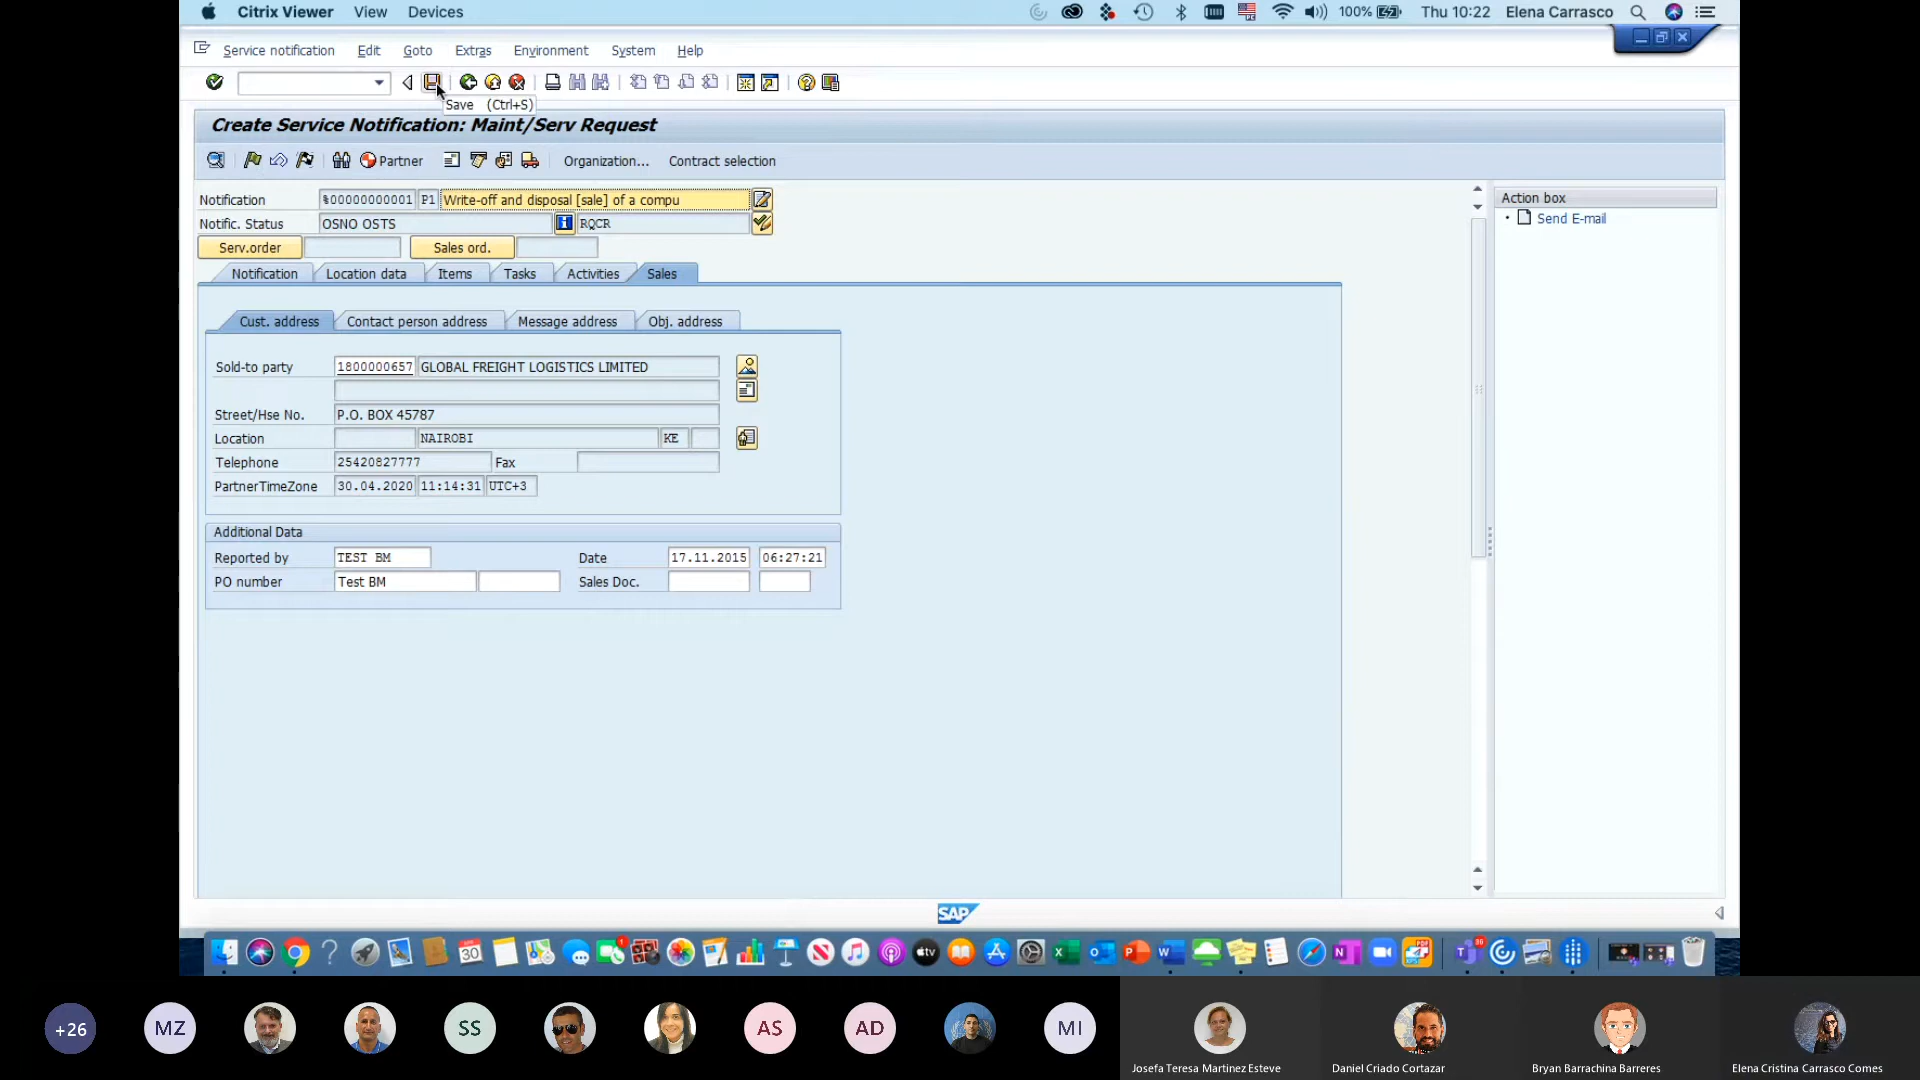 Citrix Viewer View Devices 100% Thu 10:22 Elena Carrasco
Service notification Edit Goto Extras Environment System Help
Save (Ctrl+S)
Create Service Notification: Maint/Serv Request
Partner Organization... Contract selection
Notification %00000000001 P1 Write-off and disposal [sale] of a compu
Notific. Status OSNO OSTS RQCR
Serv.order Sales ord.
Notification Location data Items Tasks Activities Sales
Cust. address Contact person address Message address Obj. address
Sold-to party 1800000657 GLOBAL FREIGHT LOGISTICS LIMITED
Street/Hse No. P.O. BOX 45787
Location NAIROBI KE
Telephone 25420827777 Fax
PartnerTimeZone 30.04.2020 11:14:31 UTC+3
Additional Data
Reported by TEST BM Date 17.11.2015 06:27:21
PO number Test BM Sales Doc.
Action box
Send E-mail
SAP
30 tv
+26 MZ SS AS AD MI
Josefa Teresa Martinez Esteve Daniel Criado Cortazar Bryan Barrachina Barreres Elena Cristina Carrasco Comes